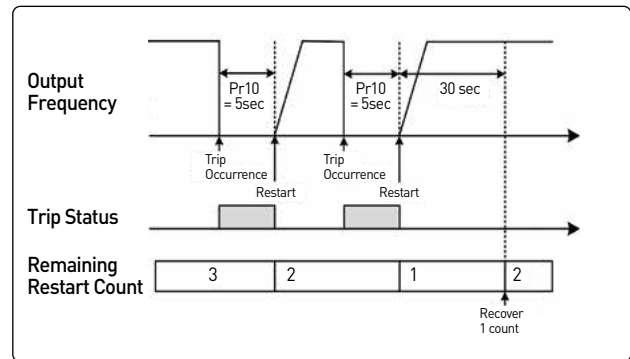 Output
Frequency
Pr10
= 5sec
Pr10
= 5sec
30 sec
Trip
Occurrence
Restart
Trip
Occurrence
Restart
Trip Status
Remaining
Restart Count
3
2
1
2
Recover
1 count